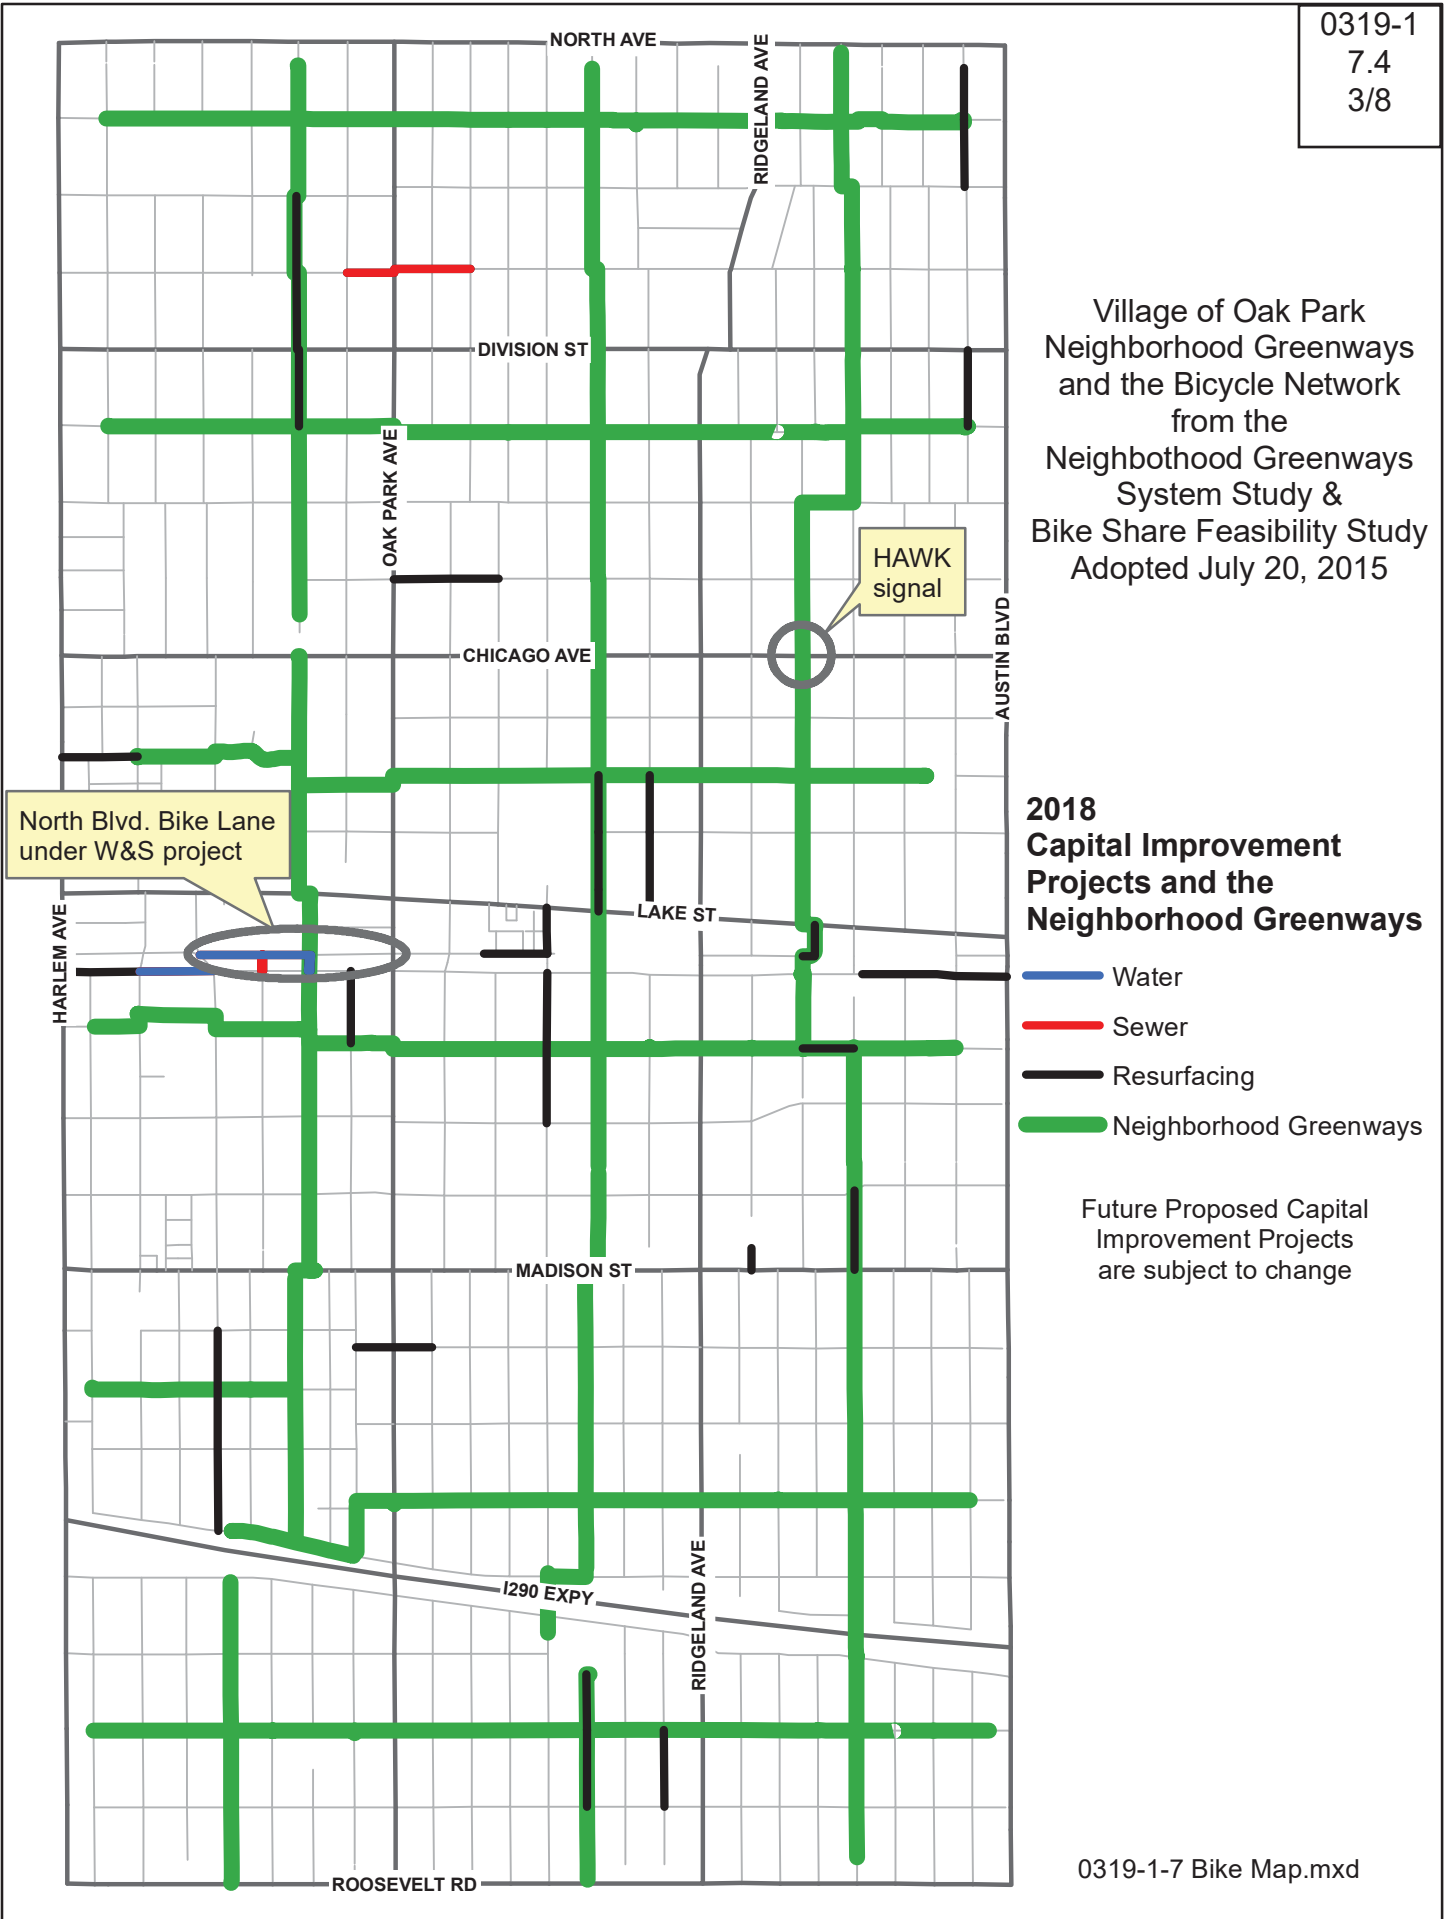 0319-1
7.4
3/8
NORTH AVE
RIDGELAND AVE
Village of Oak Park
Neighborhood Greenways
and the Bicycle Network
from the
Neighbothood Greenways
System Study &
Bike Share Feasibility Study
Adopted July 20, 2015
DIVISION ST
OAK PARK AVE
HAWK
signal
CHICAGO AVE
AUSTIN BLVD
North Blvd. Bike Lane
under W&S project
2018
Capital Improvement
Projects and the
Neighborhood Greenways
LAKE ST
HARLEM AVE
Water
Sewer
Resurfacing
Neighborhood Greenways
Future Proposed Capital
Improvement Projects
are subject to change
MADISON ST
I290 EXPY
RIDGELAND AVE
ROOSEVELT RD
0319-1-7 Bike Map.mxd